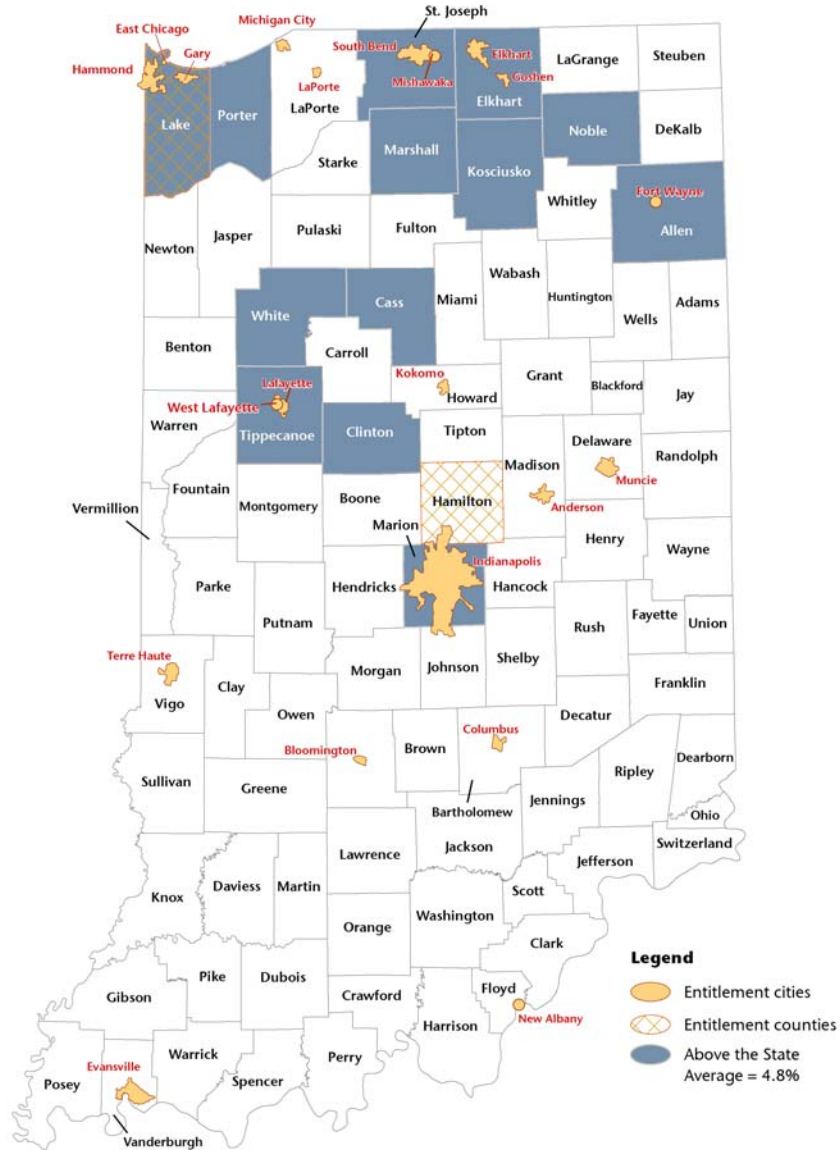 St. Joseph
East Chicago
Michigan City
Gary
South Bend
Elkhart
LaGrange
Steuben
Hammond
LaPorte
Mishawaka
Goshen
LaPorte
Elkhart
Lake
Porter
Noble
DeKalb
Starke
Marshall
Kosciusko
Fort Wayne
Whitley
Allen
Newton
Jasper
Pulaski
Fulton
Wabash
Huntington
Miami
White
Cass
Wells
Adams
Benton
Carroll
Kokomo
Grant
Lafayette
Blackford
Jay
West Lafayette
Howard
Warren
Tippecanoe
Clinton
Tipton
Delaware
Madison
Randolph
Muncie
Fountain
Montgomery
Boone
Hamilton
Anderson
Vermillion
Marion
Henry
Wayne
Indianapolis
Parke
Hendricks
Hancock
Putnam
Rush
Fayette
Union
Terre Haute
Clay
Morgan
Johnson
Shelby
Franklin
Vigo
Owen
Decatur
Columbus
Bloomington
Brown
Dearborn
Sullivan
Ripley
Greene
Jennings
Bartholomew
Ohio
Jackson
Switzerland
Lawrence
Jefferson
Knox
Daviess
Martin
Scott
Washington
Orange
Clark
Pike
Dubois
Gibson
Crawford
Floyd
New Albany
Harrison
Evansville
Warrick
Perry
Posey
Spencer
Vanderburgh
Legend
Entitlement cities
Entitlement counties
Above the State
Average = 4.8%